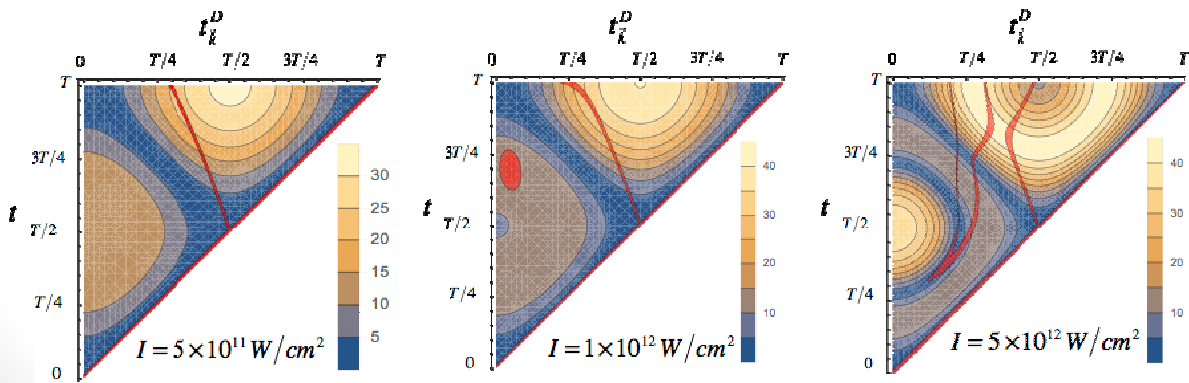 t_k^D
0 T/4 T/2 3T/4 T
T
3T/4
t
T/2
T/4
0
30
25
20
15
10
5
I = 5×10^11 W/cm^2
t_k^D
0 T/4 T/2 3T/4 T
T
3T/4
t
T/2
T/4
0
40
30
20
10
I = 1×10^12 W/cm^2
t_k^D
0 T/4 T/2 3T/4 T
T
3T/4
t
T/2
T/4
0
40
30
20
10
I = 5×10^12 W/cm^2